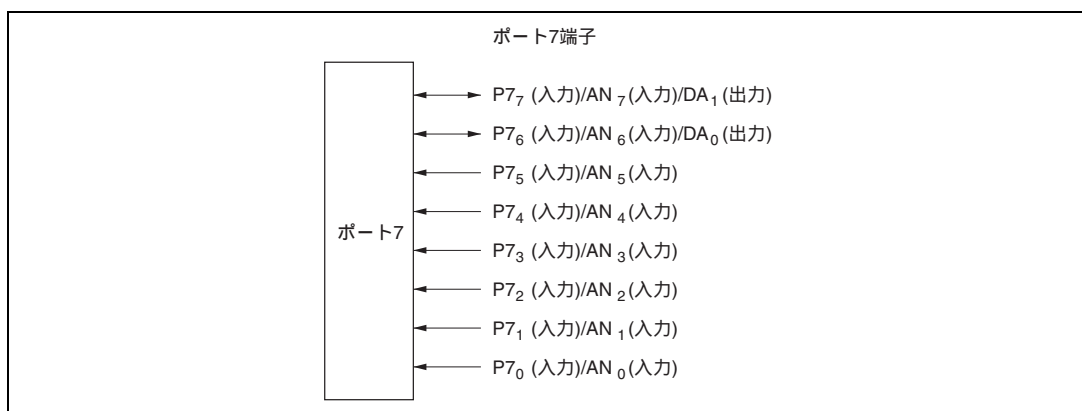 ポート7端子
P7₇ (入力)/AN ₇(入力)/DA₁(出力)
P7₆ (入力)/AN ₆(入力)/DA₀(出力)
P7₅ (入力)/AN ₅(入力)
P7₄ (入力)/AN ₄(入力)
ポート7
P7₃ (入力)/AN ₃(入力)
P7₂ (入力)/AN ₂(入力)
P7₁ (入力)/AN ₁(入力)
P7₀ (入力)/AN ₀(入力)